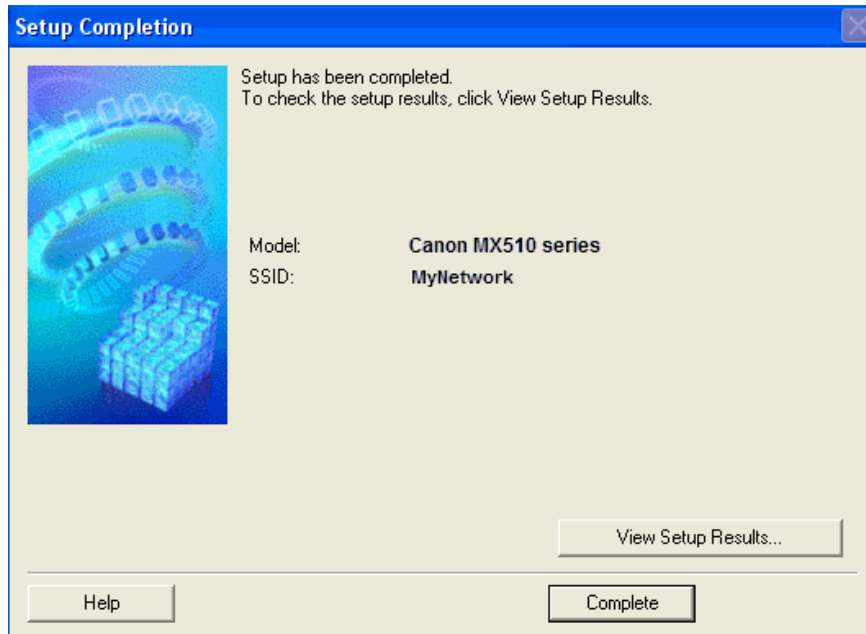 Setup Completion
Setup has been completed.
To check the setup results, click View Setup Results.
Model: Canon MX510 series
SSID: MyNetwork
View Setup Results...
Help Complete